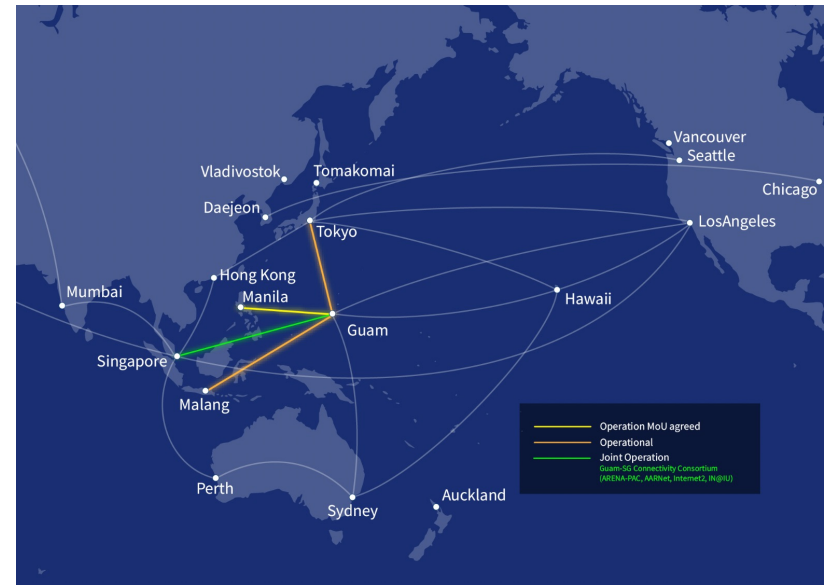 Vancouver
Seattle
Vladivostok
Tomakomai
Chicago
Daejeon
Tokyo
LosAngeles
Hong Kong
Mumbai
Manila
Hawaii
Guam
Singapore
Malang
Operation MoU agreed
Operational
Joint Operation
Guam-SG Connectivity Consortium
(ARENA-PAC, AARNet, Internet2, IN@IU)
Perth
Auckland
Sydney